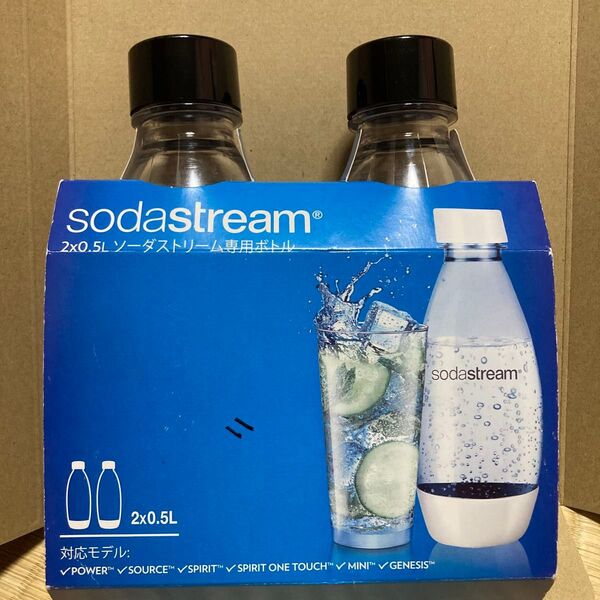 sodastream®
2x0.5L ソーダストリーム専用ボトル
sodastream
2x0.5L
対応モデル:
✓POWER™ ✓SOURCE™ ✓SPIRIT™ ✓SPIRIT ONE TOUCH™ ✓MINI™ ✓GENESIS™